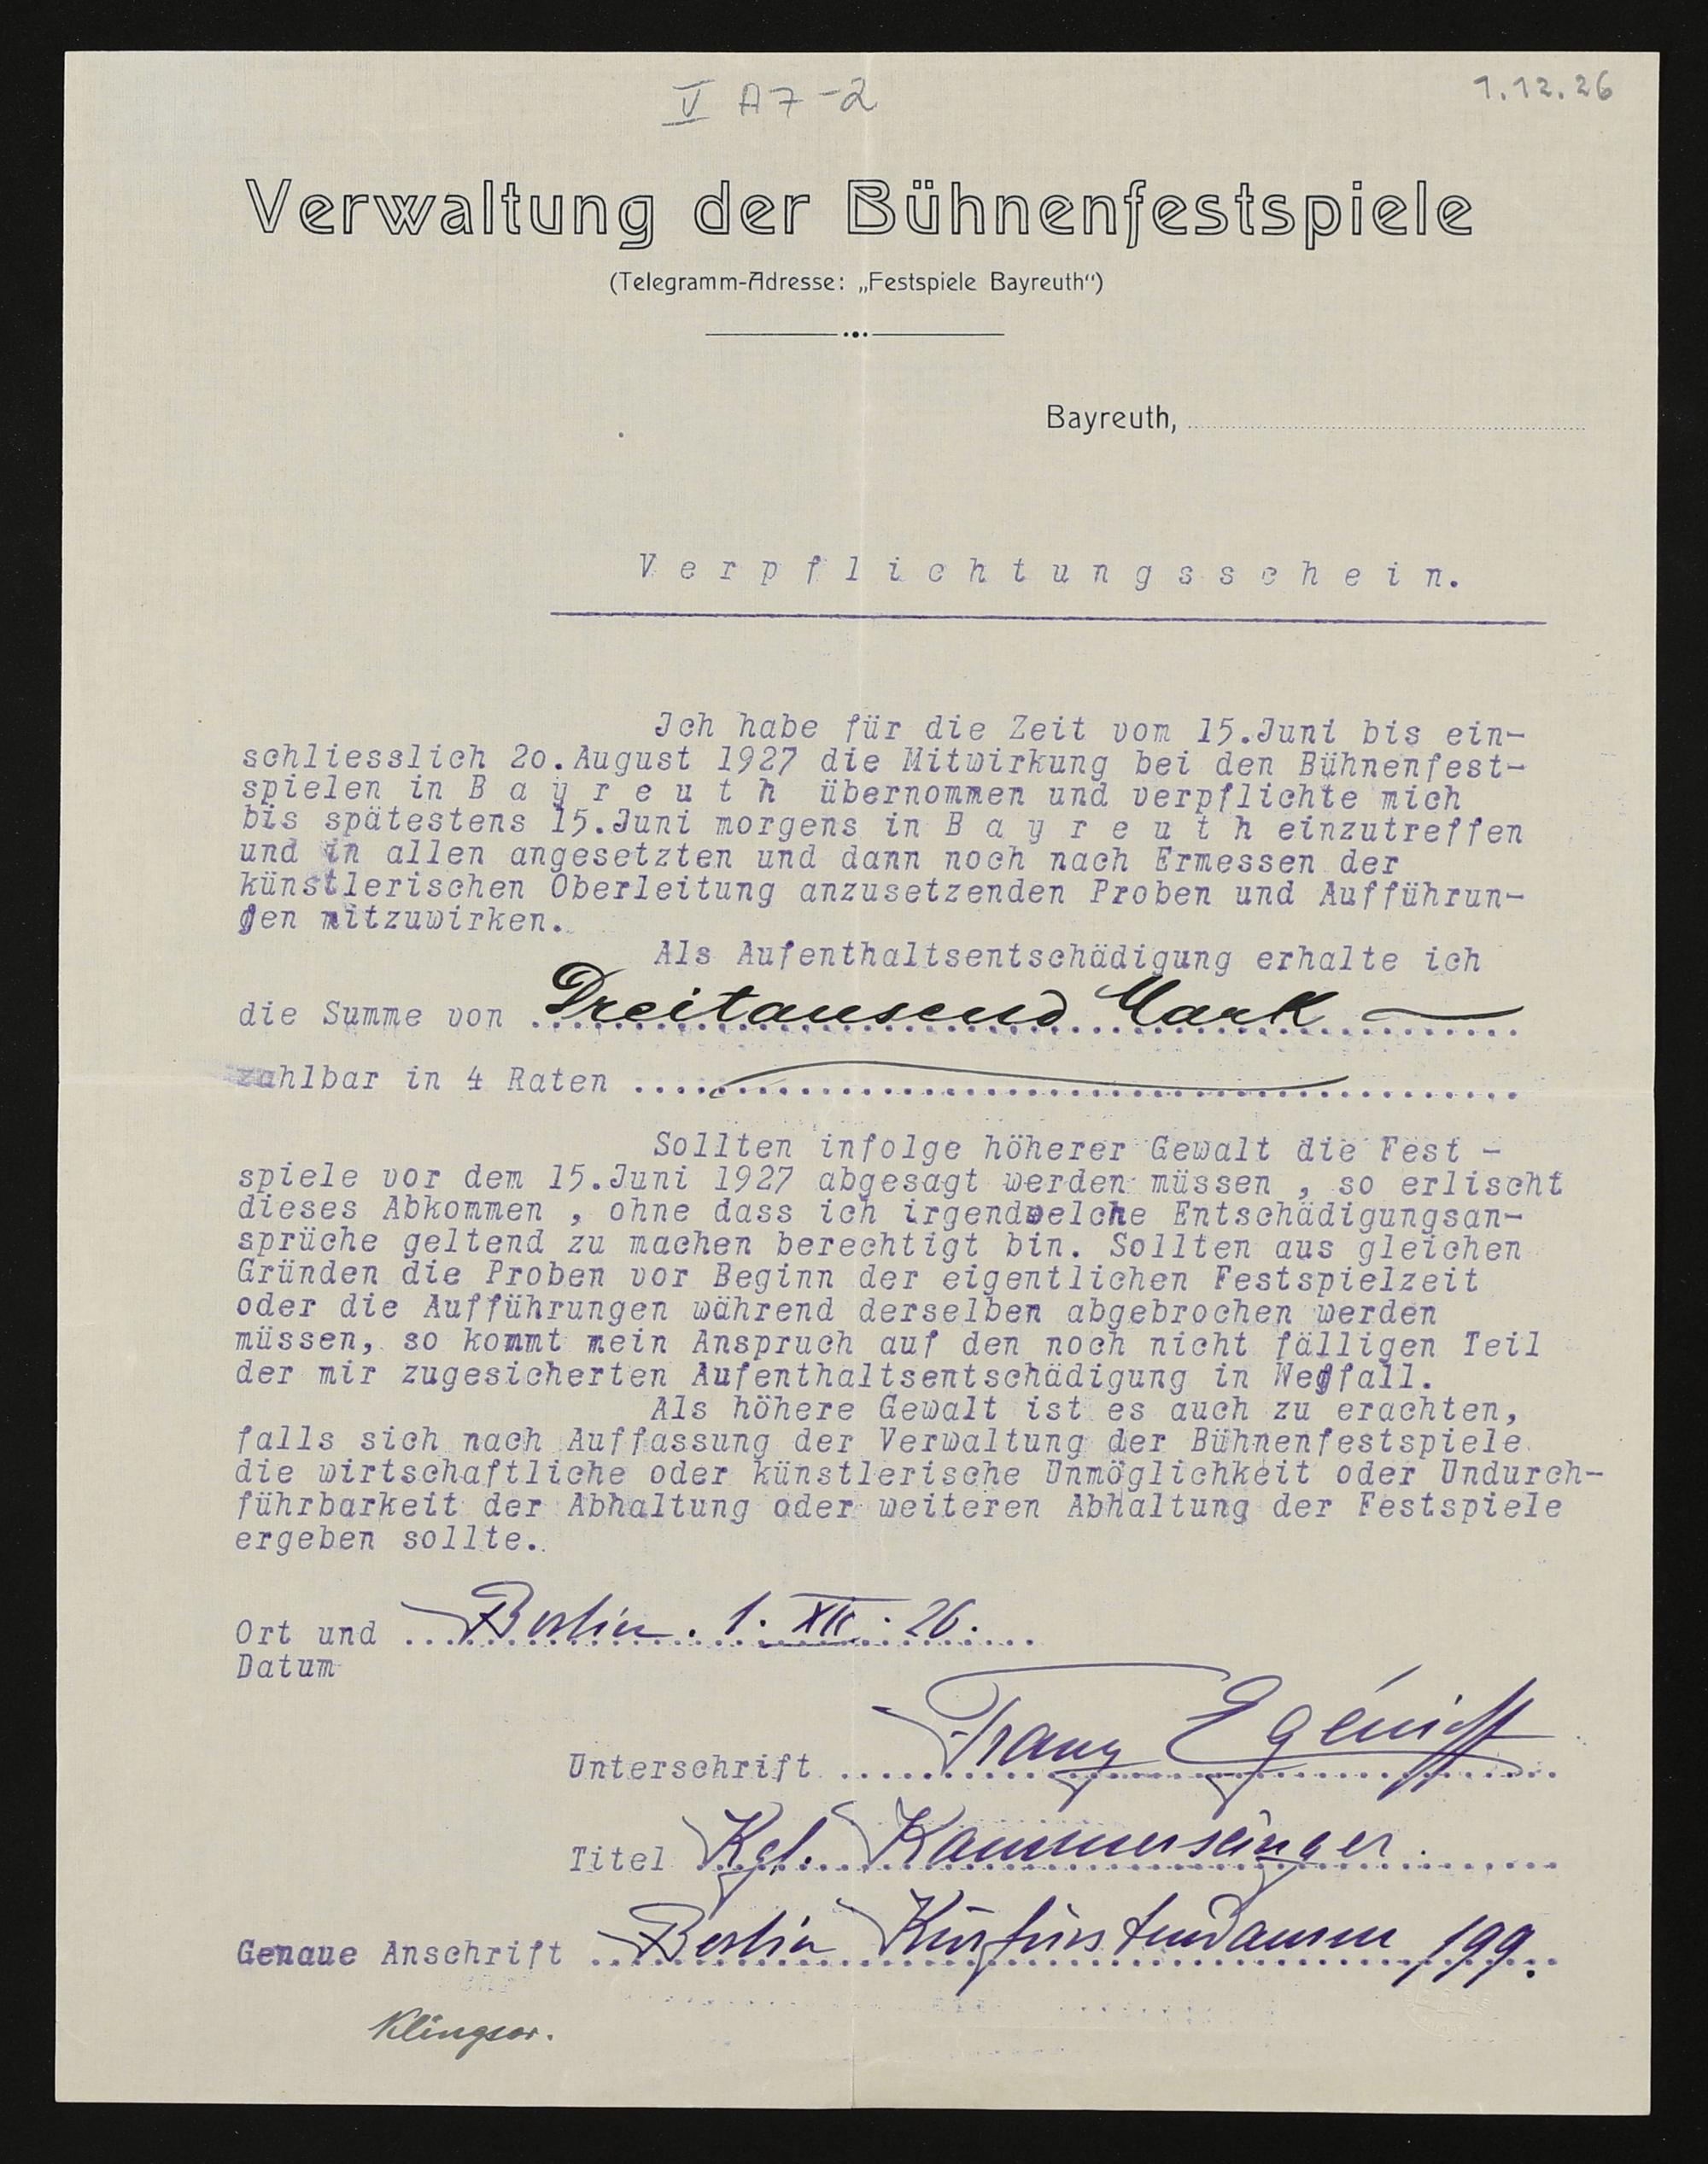 V A7-2
1.12.26
Verwaltung der Bühnenfestspiele
(Telegramm-Adresse: „Festspiele Bayreuth“)
Bayreuth,
Verpflichtungsschein.
Ich habe für die Zeit vom 15.Juni bis ein-
schliesslich 2o.August 1927 die Mitwirkung bei den Bühnenfest-
spielen in B a y r e u t h übernommen und verpflichte mich
bis spätestens 15.Juni morgens in B a y r e u t h einzutreffen
und in allen angesetzten und dann noch nach Ermessen der
künstlerischen Oberleitung anzusetzenden Proben und Aufführun-
gen mitzuwirken.
Als Aufenthaltsentschädigung erhalte ich
die Summe von Dreitausend Mark
zahlbar in 4 Raten
Sollten infolge höherer Gewalt die Fest -
spiele vor dem 15.Juni 1927 abgesagt werden müssen , so erlischt
dieses Abkommen , ohne dass ich irgendwelche Entschädigungsan-
sprüche geltend zu machen berechtigt bin. Sollten aus gleichen
Gründen die Proben vor Beginn der eigentlichen Festspielzeit
oder die Aufführungen während derselben abgebrochen werden
müssen, so kommt mein Anspruch auf den noch nicht fälligen Teil
der mir zugesicherten Aufenthaltsentschädigung in Wegfall.
Als höhere Gewalt ist es auch zu erachten,
falls sich nach Auffassung der Verwaltung der Bühnenfestspiele
die wirtschaftliche oder künstlerische Unmöglichkeit oder Undurch-
führbarkeit der Abhaltung oder weiteren Abhaltung der Festspiele
ergeben sollte.
Ort und Berlin. 1. XII. 26.
Datum
Unterschrift Franz Egénieff
Titel Kgl. Kammersänger.
Genaue Anschrift Berlin Kurfürstendamm 199.
Klingsor.